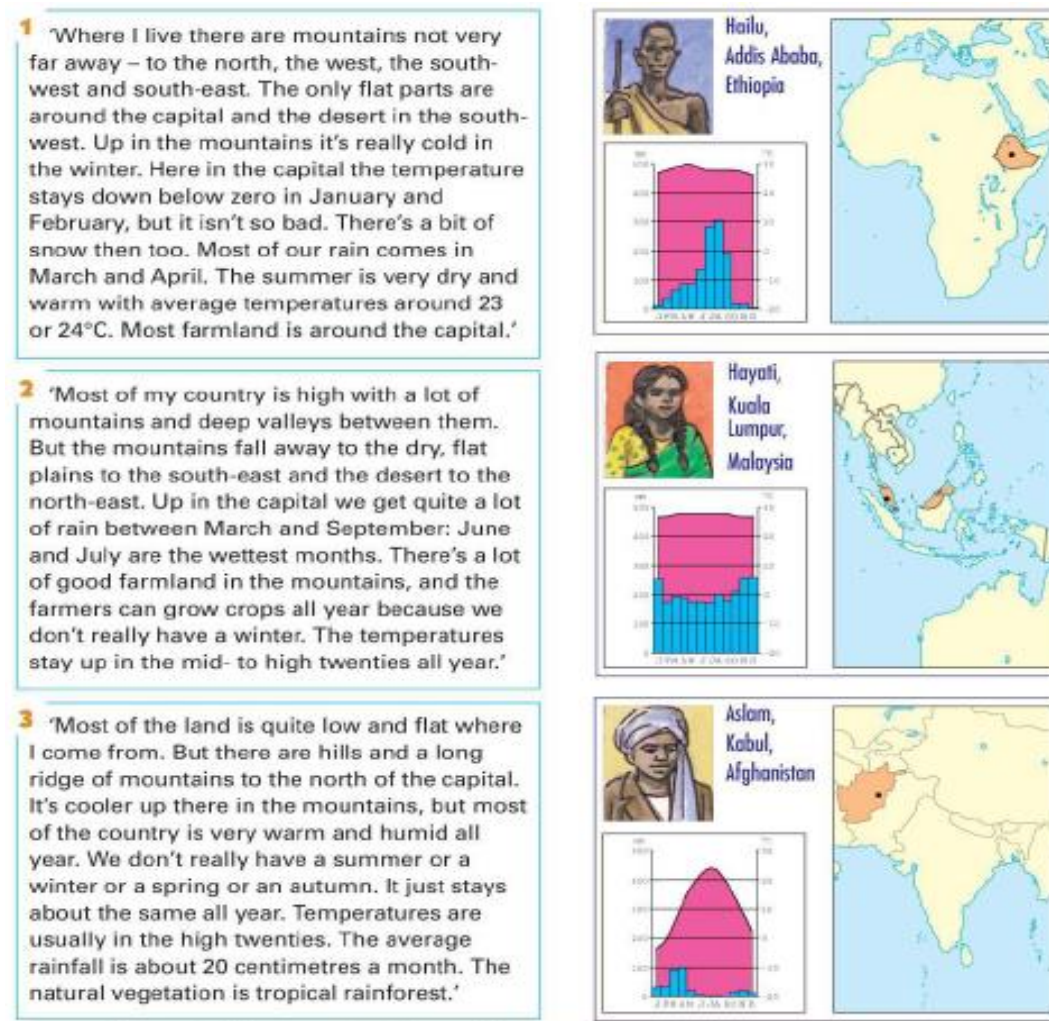 1 'Where I live there are mountains not very
far away – to the north, the west, the south-
west and south-east. The only flat parts are
around the capital and the desert in the south-
west. Up in the mountains it's really cold in
the winter. Here in the capital the temperature
stays down below zero in January and
February, but it isn't so bad. There's a bit of
snow then too. Most of our rain comes in
March and April. The summer is very dry and
warm with average temperatures around 23
or 24°C. Most farmland is around the capital.'
2 'Most of my country is high with a lot of
mountains and deep valleys between them.
But the mountains fall away to the dry, flat
plains to the south-east and the desert to the
north-east. Up in the capital we get quite a lot
of rain between March and September: June
and July are the wettest months. There's a lot
of good farmland in the mountains, and the
farmers can grow crops all year because we
don't really have a winter. The temperatures
stay up in the mid- to high twenties all year.'
3 'Most of the land is quite low and flat where
I come from. But there are hills and a long
ridge of mountains to the north of the capital.
It's cooler up there in the mountains, but most
of the country is very warm and humid all
year. We don't really have a summer or a
winter or a spring or an autumn. It just stays
about the same all year. Temperatures are
usually in the high twenties. The average
rainfall is about 20 centimetres a month. The
natural vegetation is tropical rainforest.'
Hailu,
Addis Ababa,
Ethiopia
Hayati,
Kuala
Lumpur,
Malaysia
Aslam,
Kabul,
Afghanistan